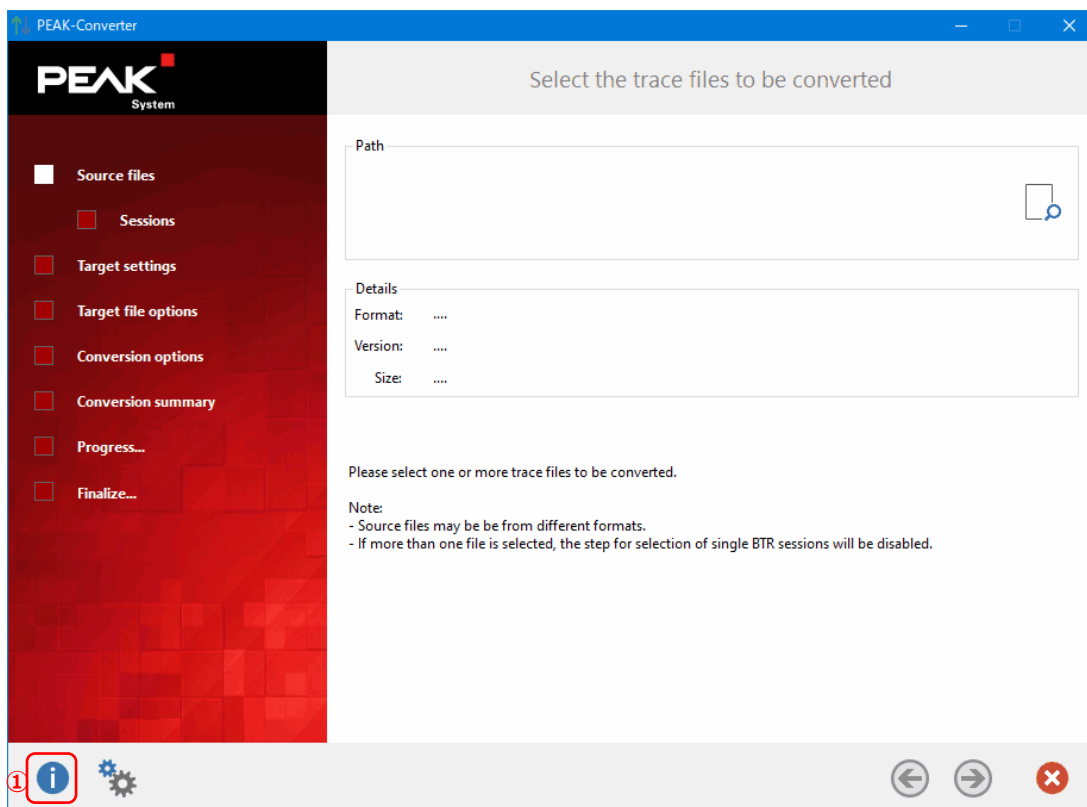 PEAK-Converter
PEAK
System
Select the trace files to be converted
Source files
Sessions
Target settings
Target file options
Conversion options
Conversion summary
Progress...
Finalize...
Path
Details
Format: ....
Version: ....
Size: ....
Please select one or more trace files to be converted.
Note:
- Source files may be be from different formats.
- If more than one file is selected, the step for selection of single BTR sessions will be disabled.
①